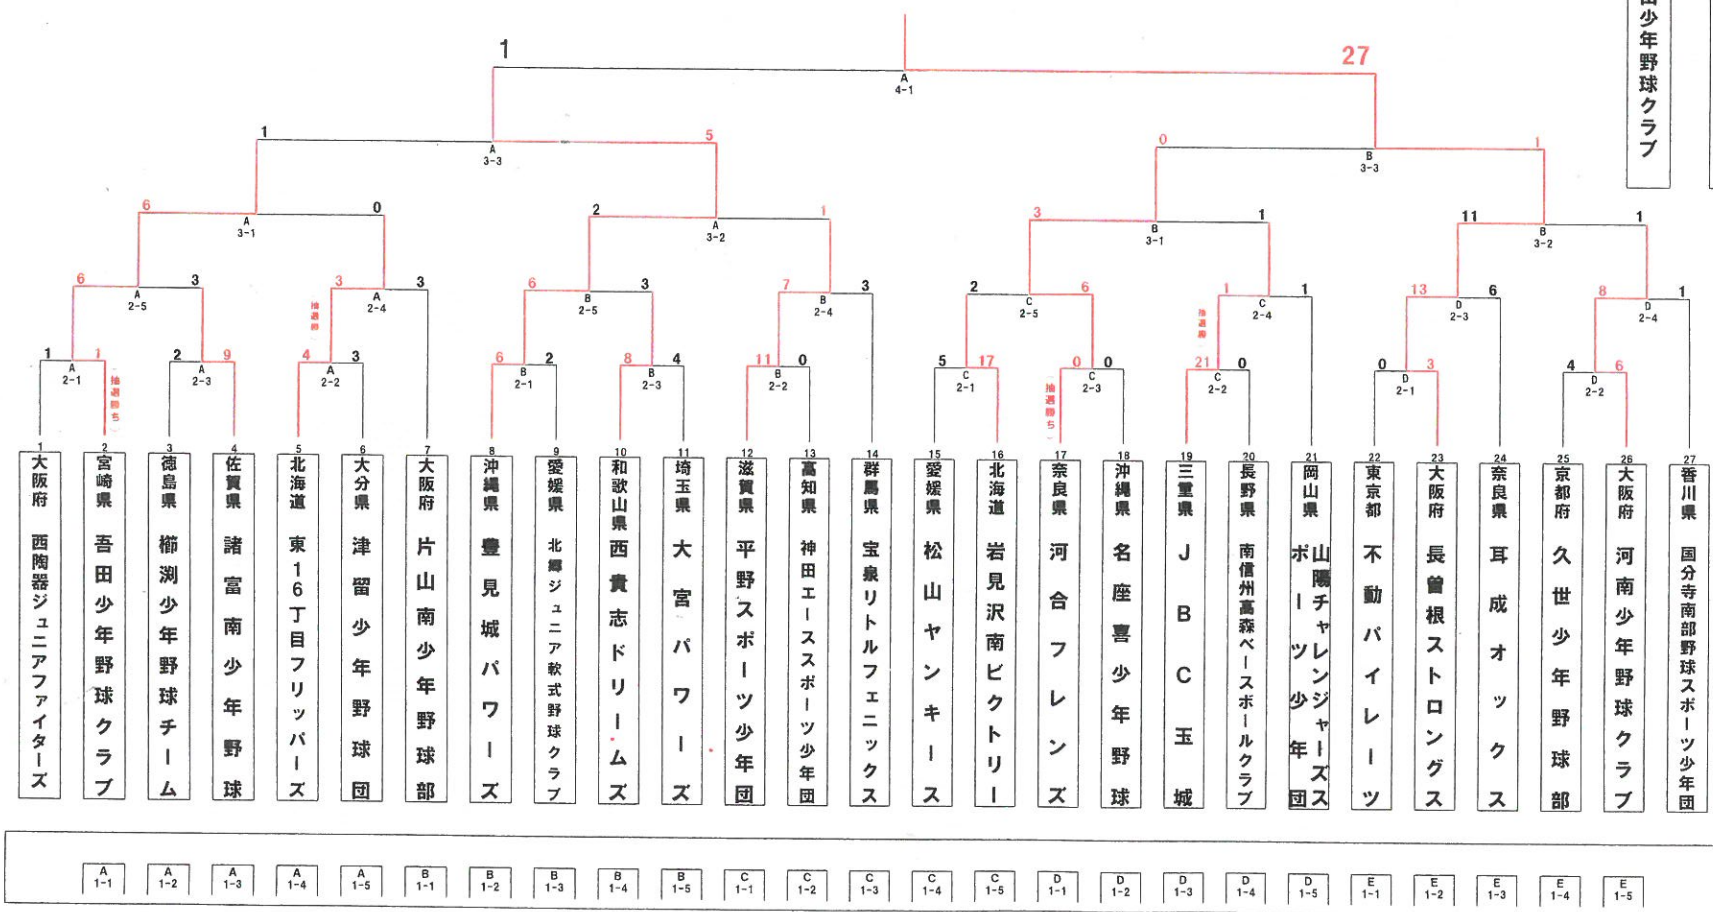 田少年野球クラブ
1
27
A
4-1
1
5
A
3-3
0
1
B
3-3
6
0
A
3-1
2
1
A
3-2
3
1
B
3-1
11
1
B
3-2
6
3
A
2-5
3
3
A
2-4
6
3
B
2-5
7
3
B
2-4
2
6
C
2-5
1
1
C
2-4
13
6
D
2-3
8
1
D
2-4
抽選勝
抽選勝
1
1
A
2-1
2
9
A
2-3
4
3
A
2-2
6
2
B
2-1
8
4
B
2-3
11
0
B
2-2
5
17
C
2-1
0
0
C
2-3
21
0
C
2-2
0
3
D
2-1
4
6
D
2-2
抽選勝ち
抽選勝ち
1
大阪府 西陶器ジュニアファイターズ
2
宮崎県 吾田少年野球クラブ
3
徳島県 櫛渕少年野球チーム
4
佐賀県 諸富南少年野球
5
北海道 東16丁目フリッパーズ
6
大分県 津留少年野球団
7
大阪府 片山南少年野球部
8
沖縄県 豊見城パワーズ
9
愛媛県 北郷ジュニア軟式野球クラブ
10
和歌山県 西貴志ドリームズ
11
埼玉県 大宮パワーズ
12
滋賀県 平野スポーツ少年団
13
高知県 神田エーススポーツ少年団
14
群馬県 宝泉リトルフェニックス
15
愛媛県 松山ヤンキース
16
北海道 岩見沢南ビクトリー
17
奈良県 河合フレンズ
18
沖縄県 名座喜少年野球
19
三重県 JBC玉城
20
長野県 南信州高森ベースボールクラブ
21
岡山県 山陽チャレンジャーズス
ポーツ少年団
22
東京都 不動パイレーツ
23
大阪府 長曽根ストロングス
24
奈良県 耳成オックス
25
京都府 久世少年野球部
26
大阪府 河南少年野球クラブ
27
香川県 国分寺南部野球スポーツ少年団
A
1-1
A
1-2
A
1-3
A
1-4
A
1-5
B
1-1
B
1-2
B
1-3
B
1-4
B
1-5
C
1-1
C
1-2
C
1-3
C
1-4
C
1-5
D
1-1
D
1-2
D
1-3
D
1-4
D
1-5
E
1-1
E
1-2
E
1-3
E
1-4
E
1-5